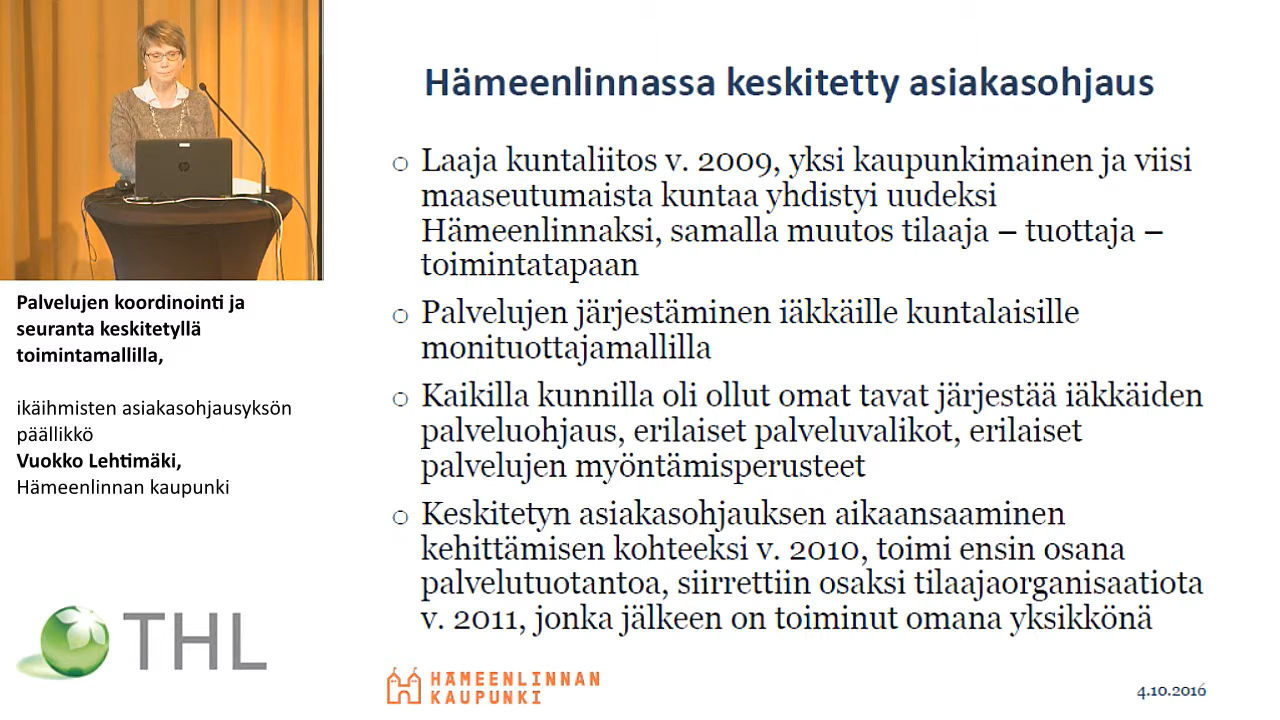 Hämeenlinnassa keskitetty asiakasohjaus
○ Laaja kuntaliitos v. 2009, yksi kaupunkimainen ja viisi
maaseutumaista kuntaa yhdistyi uudeksi
Hämeenlinnaksi, samalla muutos tilaaja – tuottaja –
toimintatapaan
○ Palvelujen järjestäminen iäkkäille kuntalaisille
monituottajamallilla
○ Kaikilla kunnilla oli ollut omat tavat järjestää iäkkäiden
palveluohjaus, erilaiset palveluvalikot, erilaiset
palvelujen myöntämisperusteet
○ Keskitetyn asiakasohjauksen aikaansaaminen
kehittämisen kohteeksi v. 2010, toimi ensin osana
palvelutuotantoa, siirrettiin osaksi tilaajaorganisaatiota
v. 2011, jonka jälkeen on toiminut omana yksikkönä
Palvelujen koordinointi ja
seuranta keskitetyllä
toimintamallilla,
ikäihmisten asiakasohjausyksön
päällikkö
Vuokko Lehtimäki,
Hämeenlinnan kaupunki
THL
HÄMEENLINNAN
KAUPUNKI
4.10.2016